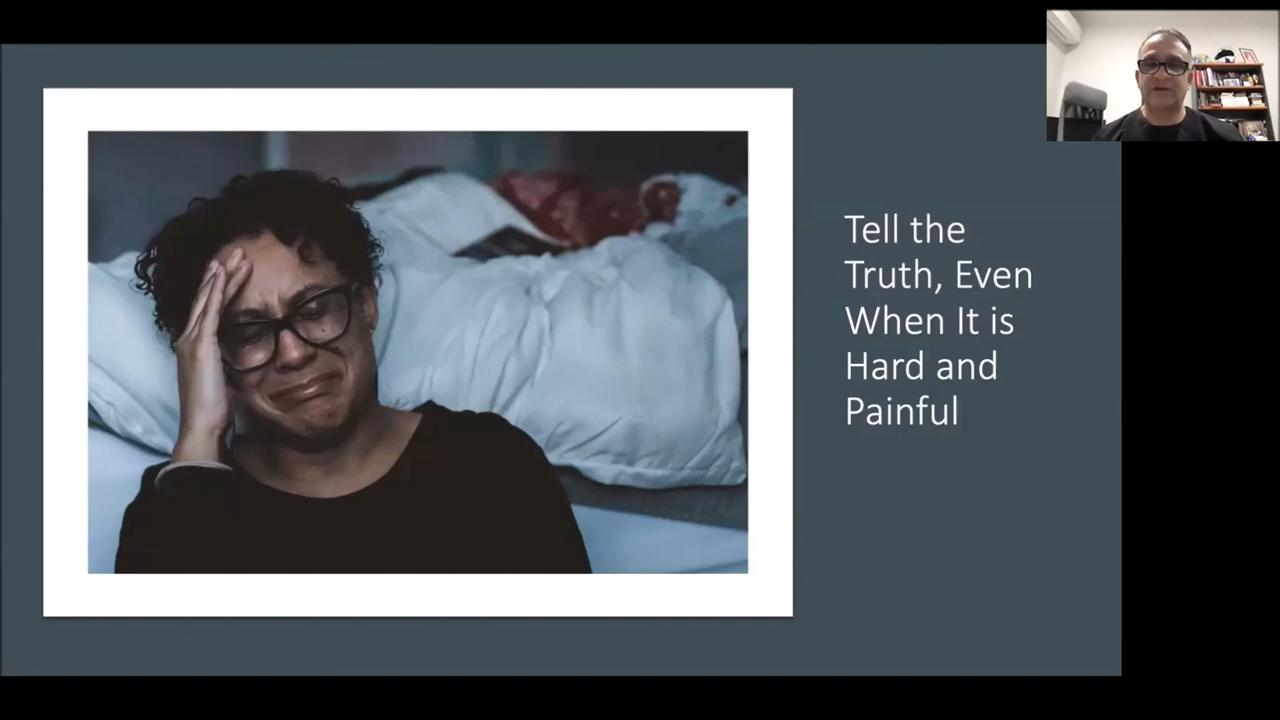 Tell the
Truth, Even
When It is
Hard and
Painful